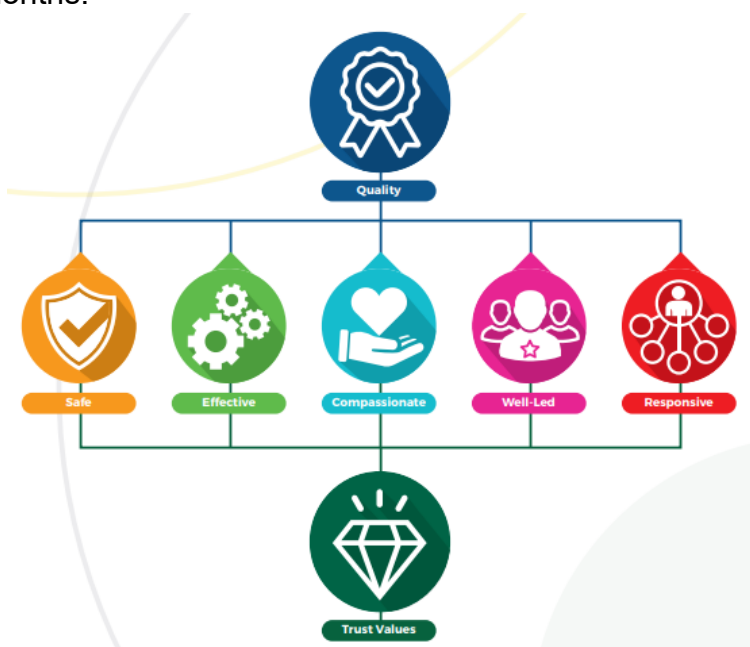 Quality
Safe
Effective
Compassionate
Well-Led
Responsive
Trust Values